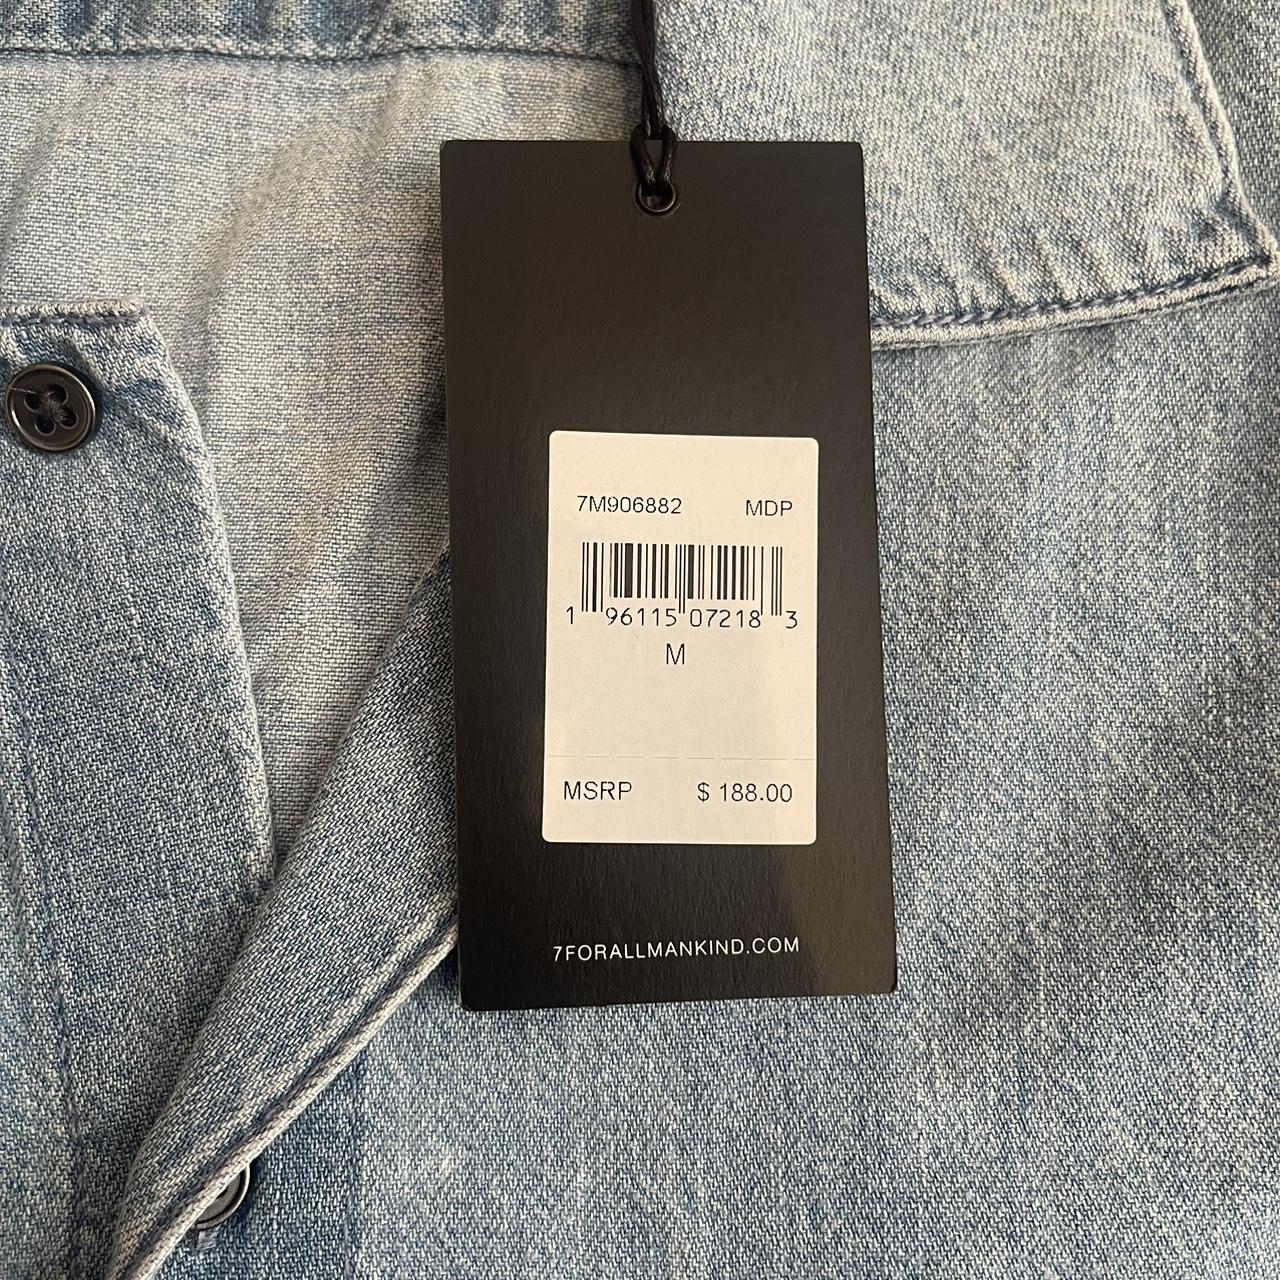 7M906882 MDP
1 96115 07218 3
M
MSRP $ 188.00
7FORALLMANKIND.COM